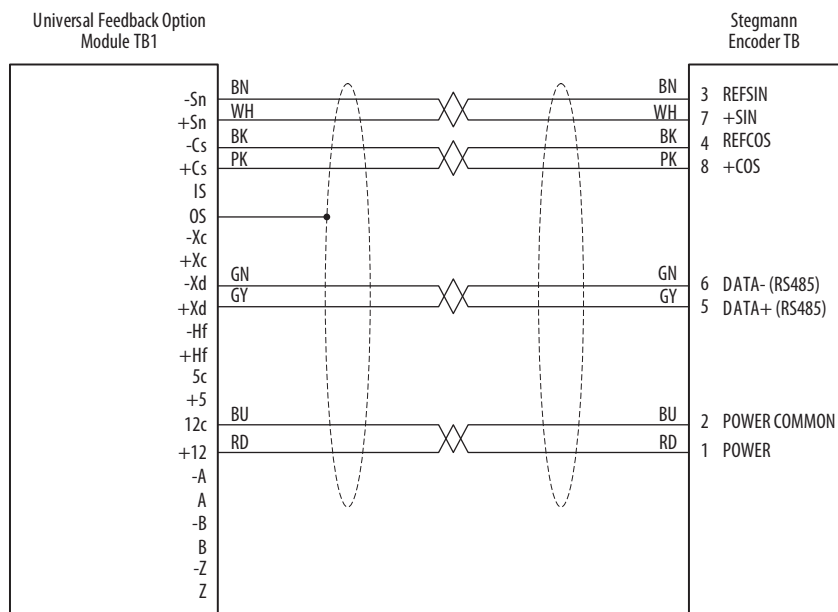 Universal Feedback Option
Module TB1
Stegmann
Encoder TB
-Sn BN BN 3 REFSIN
+Sn WH WH 7 +SIN
-Cs BK BK 4 REFCOS
+Cs PK PK 8 +COS
IS
OS
-Xc
+Xc
-Xd GN GN 6 DATA- (RS485)
+Xd GY GY 5 DATA+ (RS485)
-Hf
+Hf
5c
+5
12c BU BU 2 POWER COMMON
+12 RD RD 1 POWER
-A
A
-B
B
-Z
Z